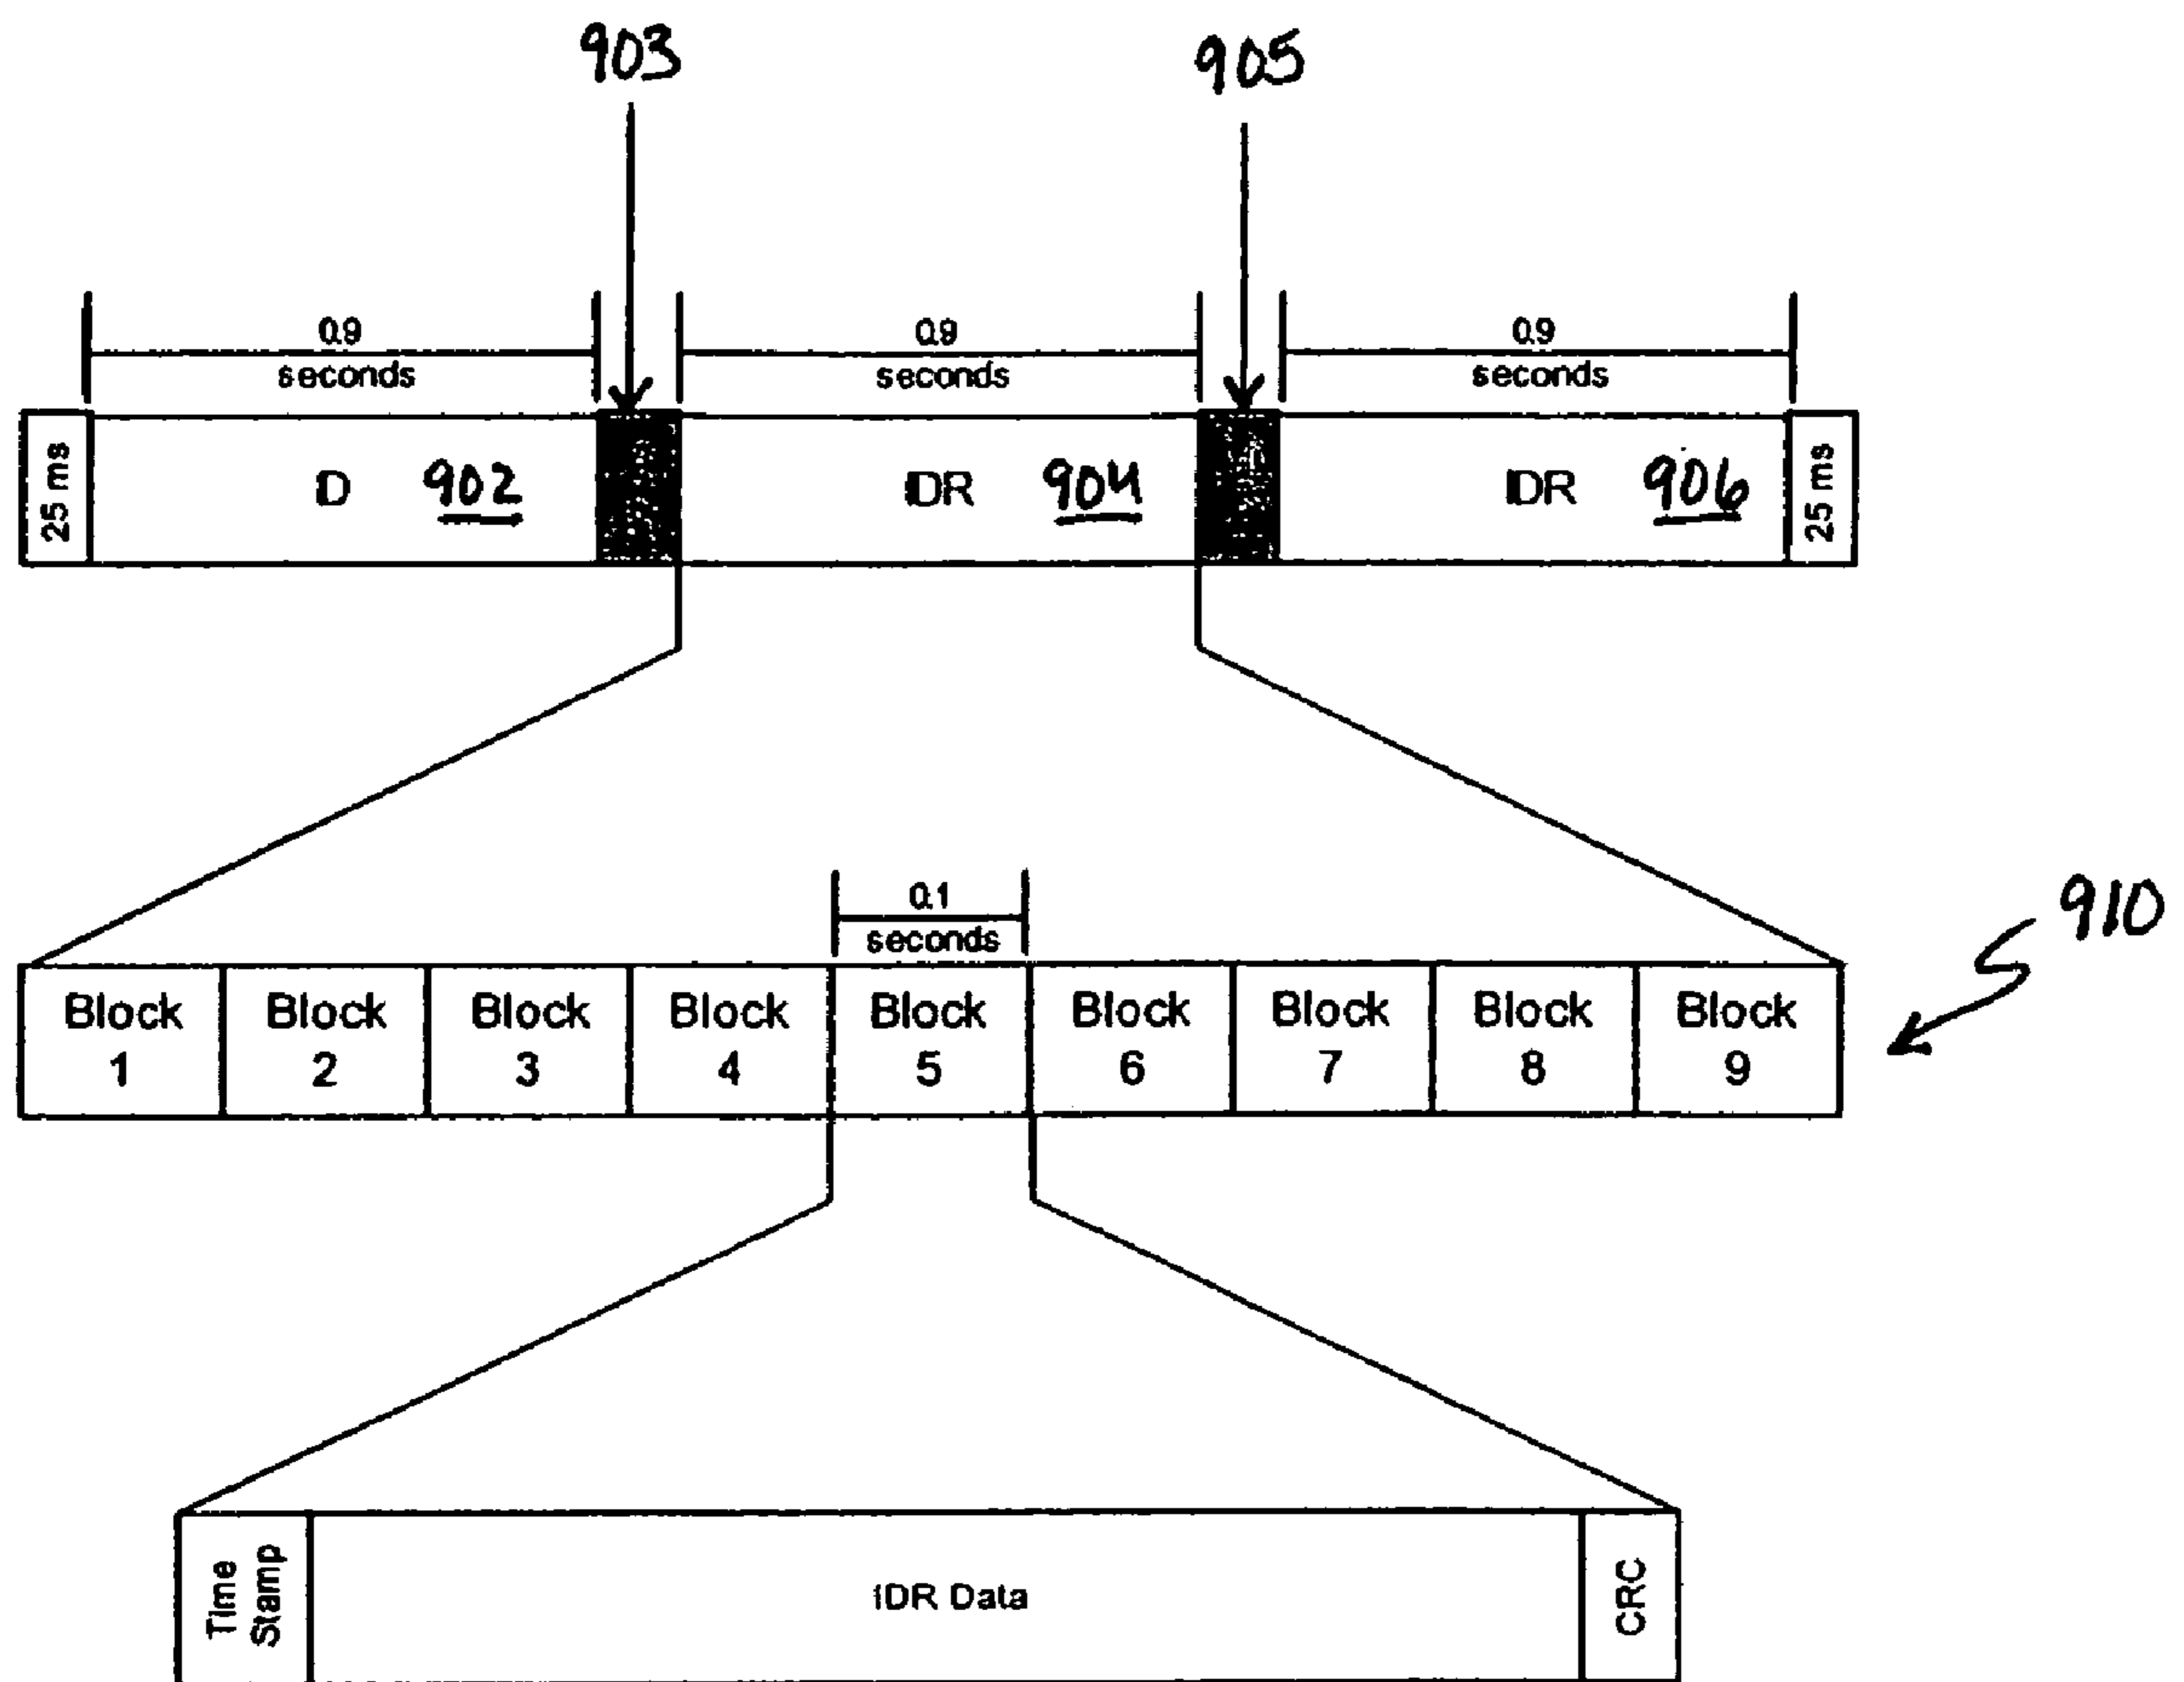 903
905
0.9
seconds
0.9
seconds
0.9
seconds
25 ms
ID 902
IDR 904
IDR 906
25 ms
0.1
seconds
910
Block
1
Block
2
Block
3
Block
4
Block
5
Block
6
Block
7
Block
8
Block
9
Time
Stamp
IDR Data
CRC